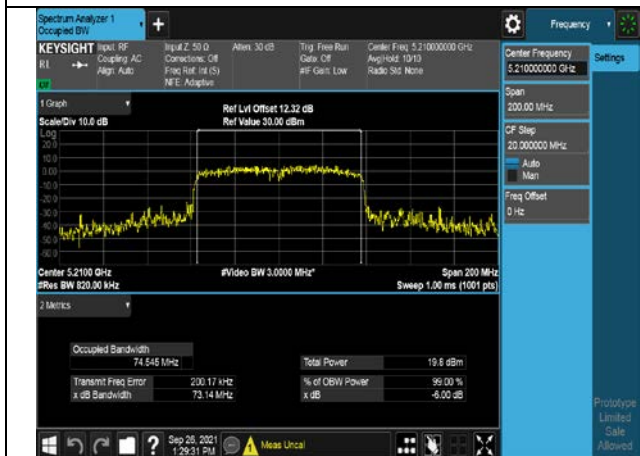 Spectrum Analyzer 1
Occupied BW
+
Frequency
KEYSIGHT
RL
Input: RF
Coupling: AC
Align: Auto
Input Z: 50 Ω
Corrections: Off
Freq Ref: Int (S)
NFE: Adaptive
Atten: 30 dB
Trig: Free Run
Gate: Off
#IF Gain: Low
Center Freq: 5.210000000 GHz
Avg|Hold: 10/10
Radio Std: None
Center Frequency
5.210000000 GHz
Settings
Span
200.00 MHz
CF Step
20.000000 MHz
Auto
Man
Freq Offset
0 Hz
1 Graph
Scale/Div 10.0 dB
Ref Lvl Offset 12.32 dB
Ref Value 30.00 dBm
Log
20.0
10.0
0.00
-10.0
-20.0
-30.0
-40.0
-50.0
-60.0
Center 5.2100 GHz
#Res BW 820.00 kHz
#Video BW 3.0000 MHz*
Span 200 MHz
Sweep 1.00 ms (1001 pts)
2 Metrics
Occupied Bandwidth
74.545 MHz
Total Power 19.8 dBm
Transmit Freq Error 200.17 kHz
% of OBW Power 99.00 %
x dB Bandwidth 73.14 MHz
x dB -6.00 dB
Prototype
Limited
Sale
Allowed
?
Sep 26, 2021
1:29:31 PM
Meas Uncal